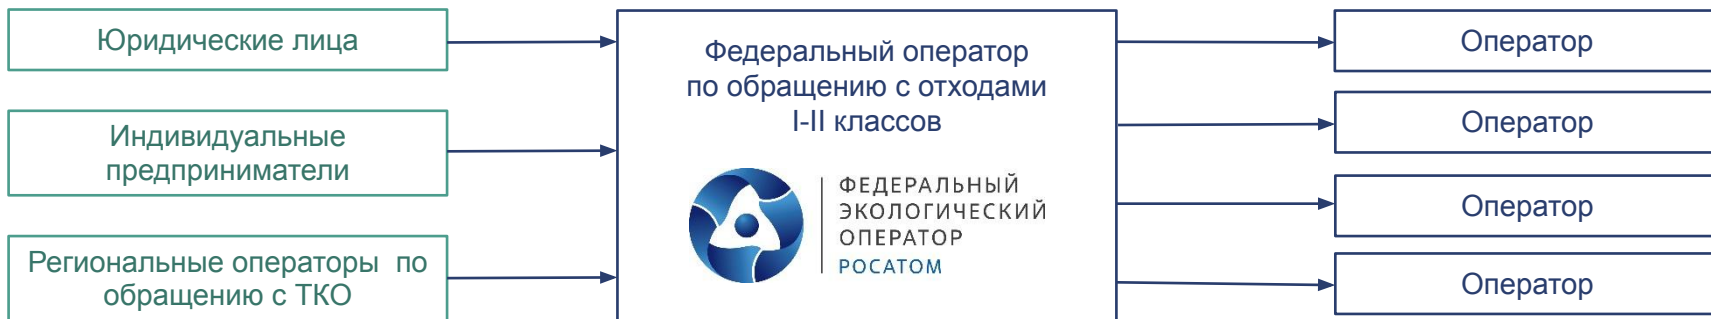 Юридические лица
Индивидуальные
предприниматели
Региональные операторы по
обращению с ТКО
Федеральный оператор
по обращению с отходами
I-II классов
ФЕДЕРАЛЬНЫЙ
ЭКОЛОГИЧЕСКИЙ
ОПЕРАТОР
РОСАТОМ
Оператор
Оператор
Оператор
Оператор